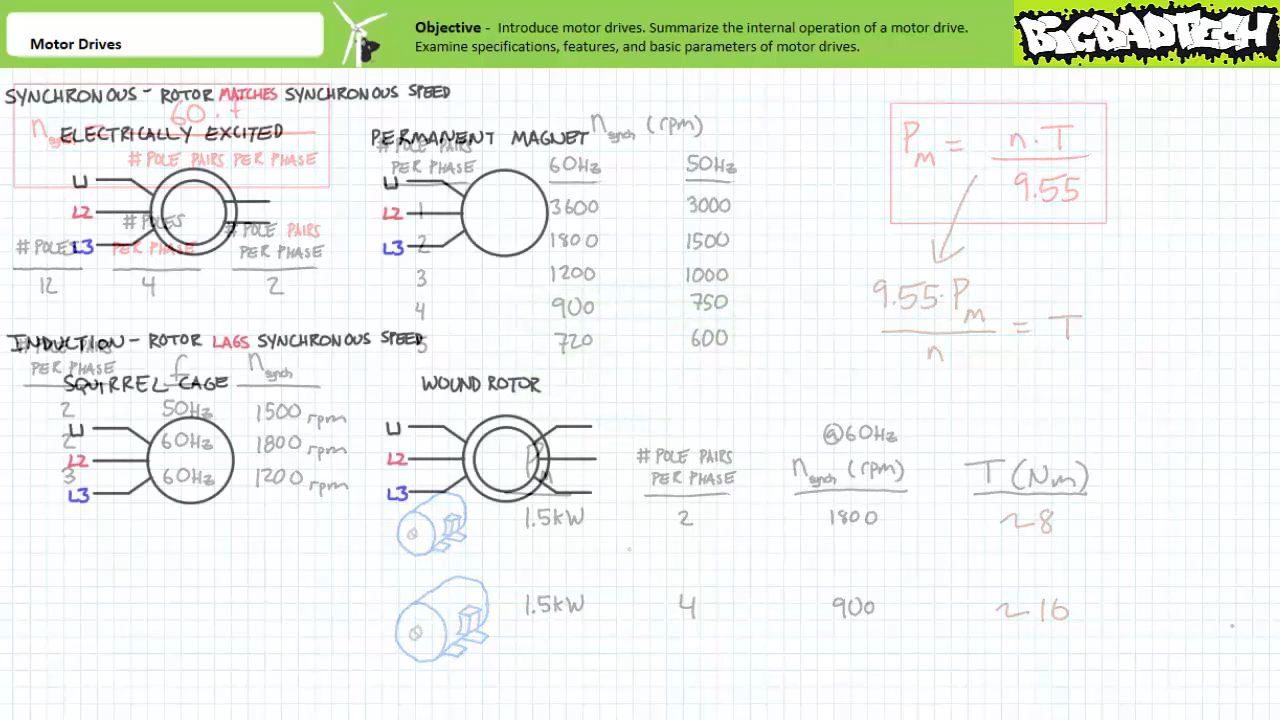 Motor Drives
Objective - Introduce motor drives. Summarize the internal operation of a motor drive.
Examine specifications, features, and basic parameters of motor drives.
BIGBADTECH
SYNCHRONOUS - ROTOR MATCHES SYNCHRONOUS SPEED
ELECTRICALLY EXCITED
L1
L2
L3
PERMANENT MAGNET
L1
L2
L3
INDUCTION - ROTOR LAGS SYNCHRONOUS SPEED
SQUIRREL CAGE
L1
L2
L3
WOUND ROTOR
L1
L2
L3
n synch = 60 · f
# POLE PAIRS PER PHASE
# POLES
# POLES PER PHASE
# POLE PAIRS PER PHASE
12 4 2
# POLE PAIRS PER PHASE
f
n synch
2 50Hz 1500 rpm
2 60Hz 1800 rpm
3 60Hz 1200 rpm
n synch (rpm)
# POLE PAIRS
PER PHASE 60Hz 50Hz
1 3600 3000
2 1800 1500
3 1200 1000
4 900 750
5 720 600
Pm = n · T
9.55
9.55 · Pm
n
= T
@60Hz
Pm
# POLE PAIRS
PER PHASE
n synch (rpm)
T (Nm)
1.5kW 2 1800 ~8
1.5kW 4 900 ~16